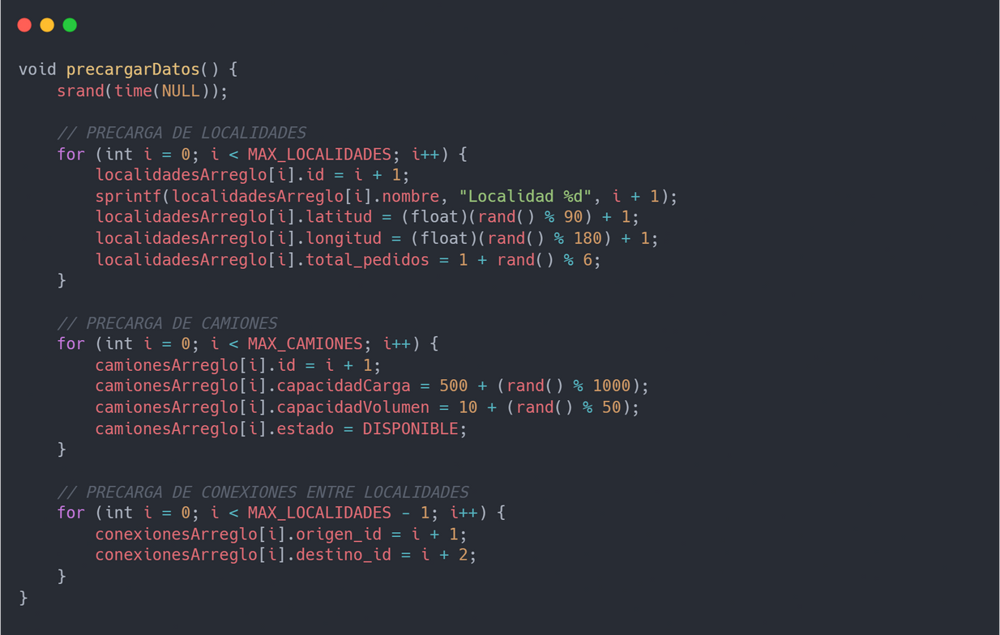 void precargarDatos() {
    srand(time(NULL));

    // PRECARGA DE LOCALIDADES
    for (int i = 0; i < MAX_LOCALIDADES; i++) {
        localidadesArreglo[i].id = i + 1;
        sprintf(localidadesArreglo[i].nombre, "Localidad %d", i + 1);
        localidadesArreglo[i].latitud = (float)(rand() % 90) + 1;
        localidadesArreglo[i].longitud = (float)(rand() % 180) + 1;
        localidadesArreglo[i].total_pedidos = 1 + rand() % 6;
    }

    // PRECARGA DE CAMIONES
    for (int i = 0; i < MAX_CAMIONES; i++) {
        camionesArreglo[i].id = i + 1;
        camionesArreglo[i].capacidadCarga = 500 + (rand() % 1000);
        camionesArreglo[i].capacidadVolumen = 10 + (rand() % 50);
        camionesArreglo[i].estado = DISPONIBLE;
    }

    // PRECARGA DE CONEXIONES ENTRE LOCALIDADES
    for (int i = 0; i < MAX_LOCALIDADES - 1; i++) {
        conexionesArreglo[i].origen_id = i + 1;
        conexionesArreglo[i].destino_id = i + 2;
    }
}